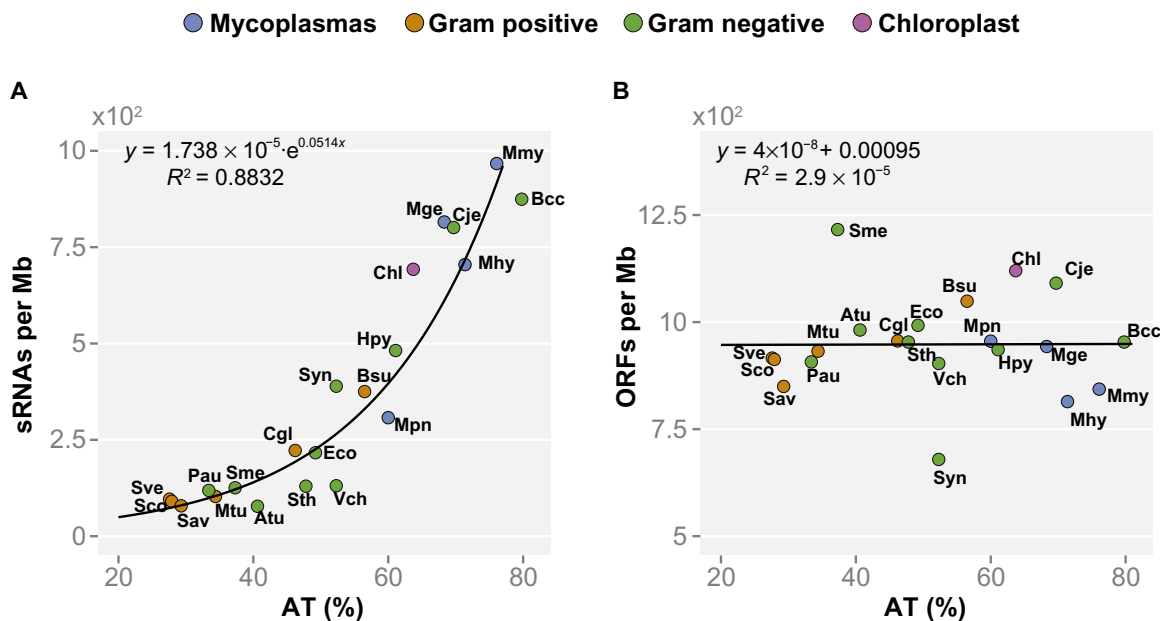 Mycoplasmas Gram positive Gram negative Chloroplast
A
x10²
sRNAs per Mb
10
7.5
5
2.5
0
y = 1.738 × 10⁻⁵·e⁰·⁰⁵¹⁴ˣ
R² = 0.8832
Mmy
Bcc
Mge
Cje
Mhy
Chl
Hpy
Syn
Bsu
Mpn
Cgl
Eco
Pau
Sme
Sve
Sco
Sav
Mtu
Atu
Sth
Vch
20 40 60 80
AT (%)
B
x10²
ORFs per Mb
12.5
10
7.5
5
y = 4×10⁻⁸+ 0.00095
R² = 2.9 × 10⁻⁵
Sme
Chl
Cje
Bsu
Atu
Eco
Mtu
Cgl
Mpn
Bcc
Sve
Sco
Pau
Sth
Hpy
Mge
Sav
Vch
Mmy
Mhy
Syn
20 40 60 80
AT (%)